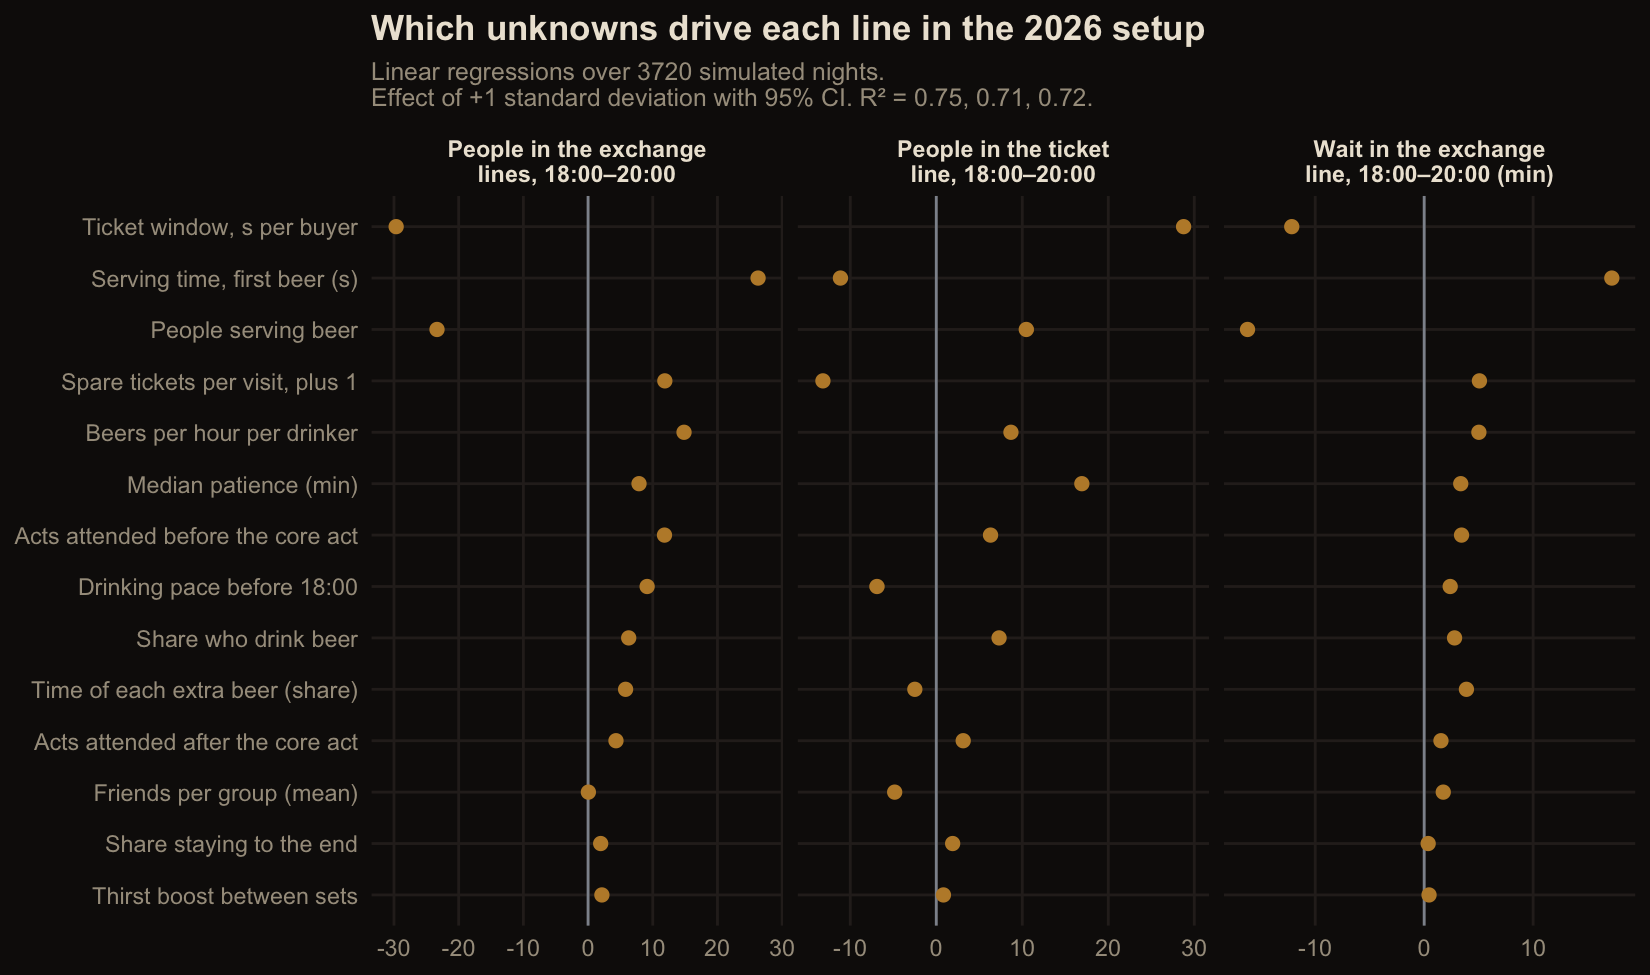 Which unknowns drive each line in the 2026 setup
Linear regressions over 3720 simulated nights.
Effect of +1 standard deviation with 95% CI. R² = 0.75, 0.71, 0.72.
People in the exchange
lines, 18:00–20:00
People in the ticket
line, 18:00–20:00
Wait in the exchange
line, 18:00–20:00 (min)
Ticket window, s per buyer
Serving time, first beer (s)
People serving beer
Spare tickets per visit, plus 1
Beers per hour per drinker
Median patience (min)
Acts attended before the core act
Drinking pace before 18:00
Share who drink beer
Time of each extra beer (share)
Acts attended after the core act
Friends per group (mean)
Share staying to the end
Thirst boost between sets
-30 -20 -10 0 10 20 30
-10 0 10 20 30
-10 0 10